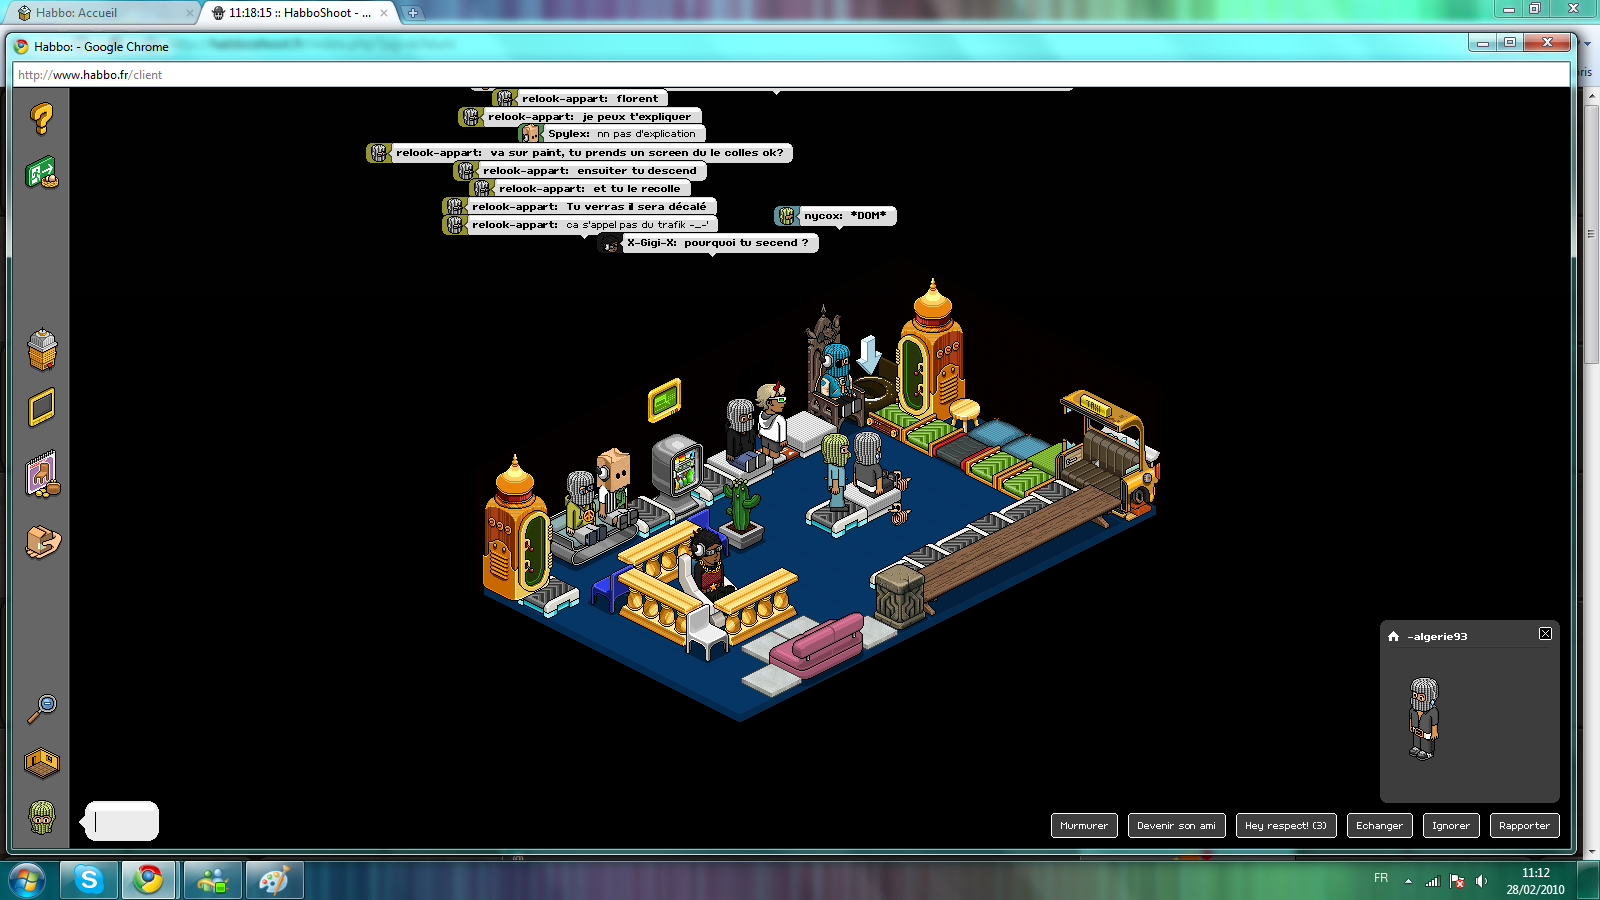 Habbo: Accueil
11:18:15 :: HabboShoot - ...
Habbo: - Google Chrome
http://www.habbo.fr/client
ris
relook-appart: florent
relook-appart: je peux t'expliquer
Spylex: nn pas d'explication
relook-appart: va sur paint, tu prends un screen du le colles ok?
relook-appart: ensuiter tu descend
relook-appart: et tu le recolle
relook-appart: Tu verras il sera décalé
nycox: *DOM*
relook-appart: ca s'appel pas du trafik -_-'
X-Gigi-X: pourquoi tu secend ?
TAXI
-algerie93
Murmurer
Devenir son ami
Hey respect! (3)
Echanger
Ignorer
Rapporter
FR
11:12
28/02/2010